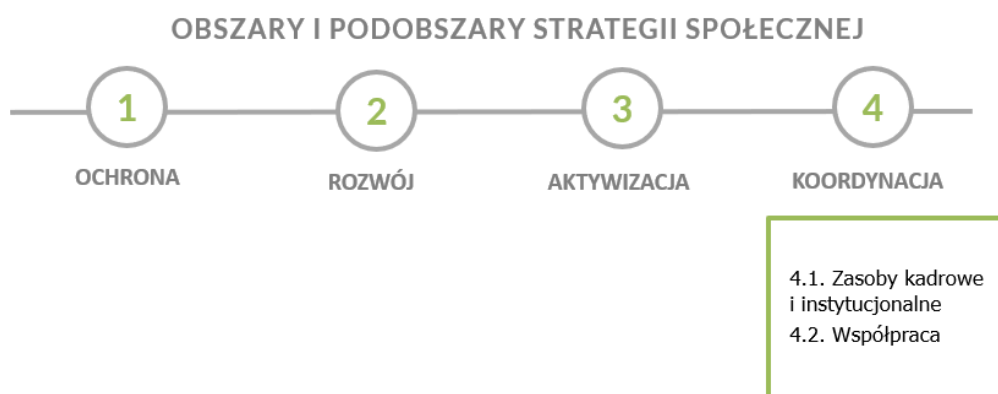 OBSZARY I PODOBSZARY STRATEGII SPOŁECZNEJ
1
2
3
4
OCHRONA
ROZWÓJ
AKTYWIZACJA
KOORDYNACJA
4.1. Zasoby kadrowe
i instytucjonalne
4.2. Współpraca